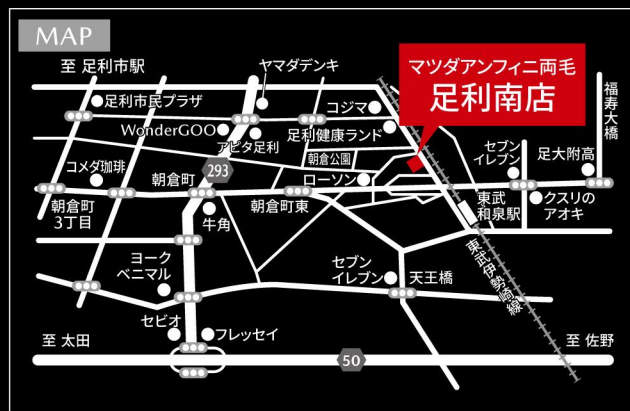 MAP
至 足利市駅
ヤマダデンキ
マツダアンフィニ両毛
足利南店
福寿大橋
足利市民プラザ
コジマ
WonderGOO
アピタ足利
足利健康ランド
朝倉公園
セブン
イレブン
足大附高
コメダ珈琲
朝倉町
293
ローソン
朝倉町
3丁目
牛角
朝倉町東
東武
和泉駅
クスリの
アオキ
ヨーク
ベニマル
セブン
イレブン
天王橋
東武伊勢崎線
セビオ
フレッセイ
至 太田
50
至 佐野